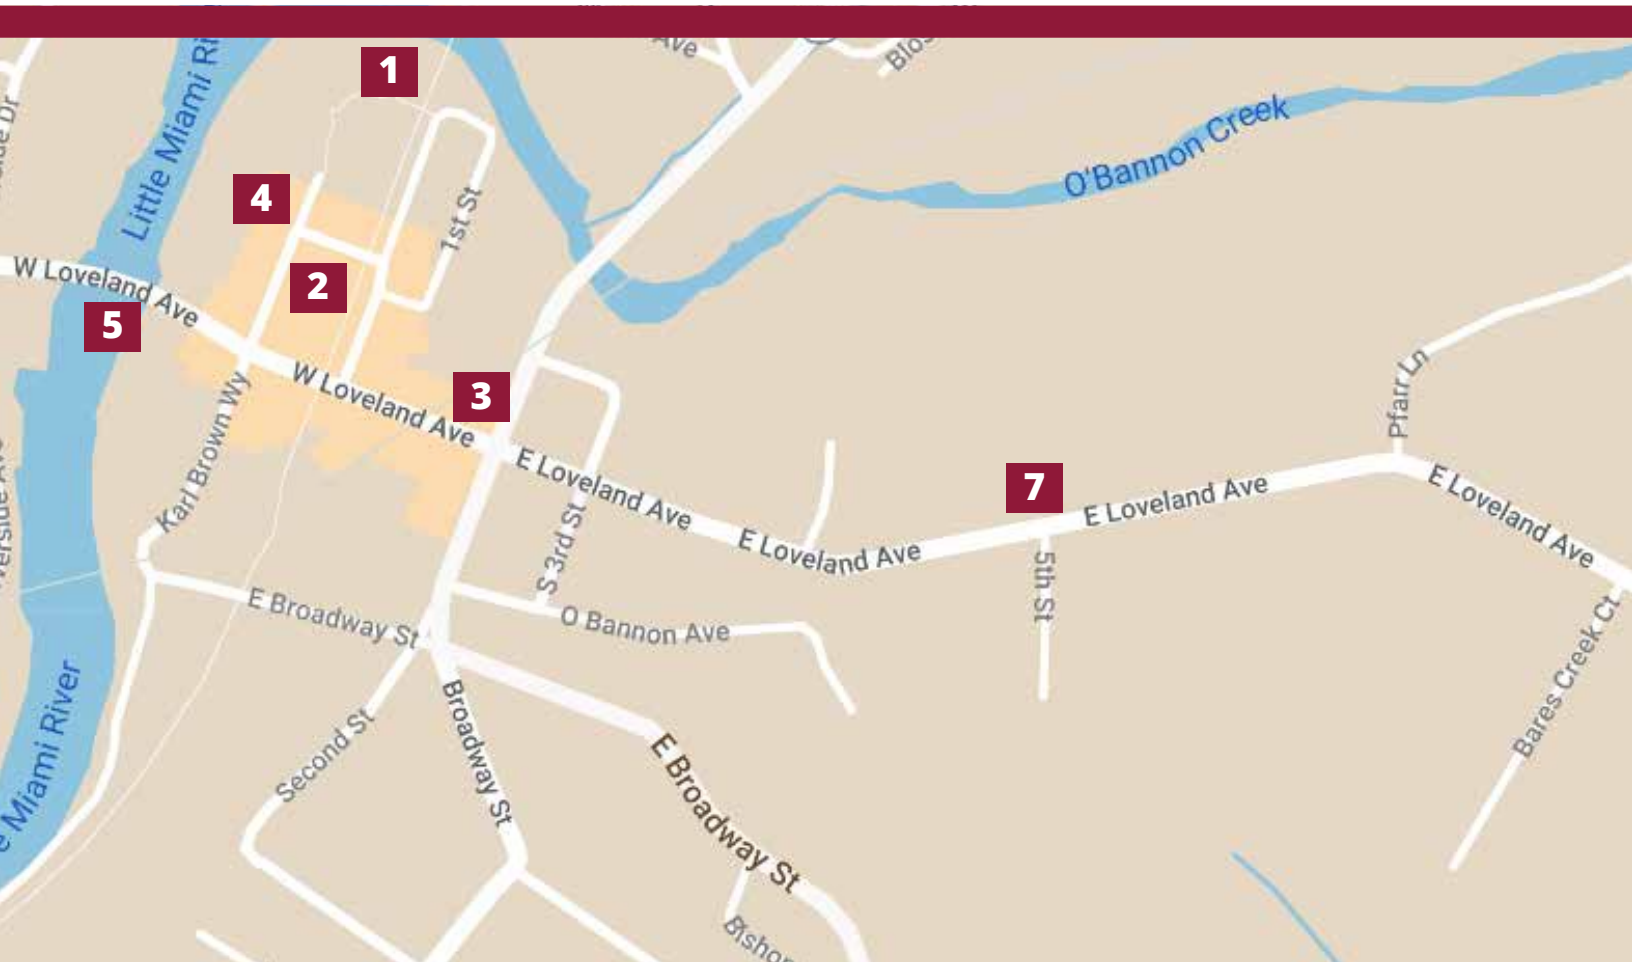 Ave
1
Little Miami Ri
O'Bannon Creek
4
1st St
W Loveland Ave
2
5
W Loveland Ave
3
Karl Brown Wy
E Loveland Ave
Pfarr Ln
7
E Loveland Ave
E Loveland Ave
E Loveland Ave
S 3rd St
5th St
E Broadway St
O Bannon Ave
Bares Creek Ct
Miami River
Second St
Broadway St
E Broadway St